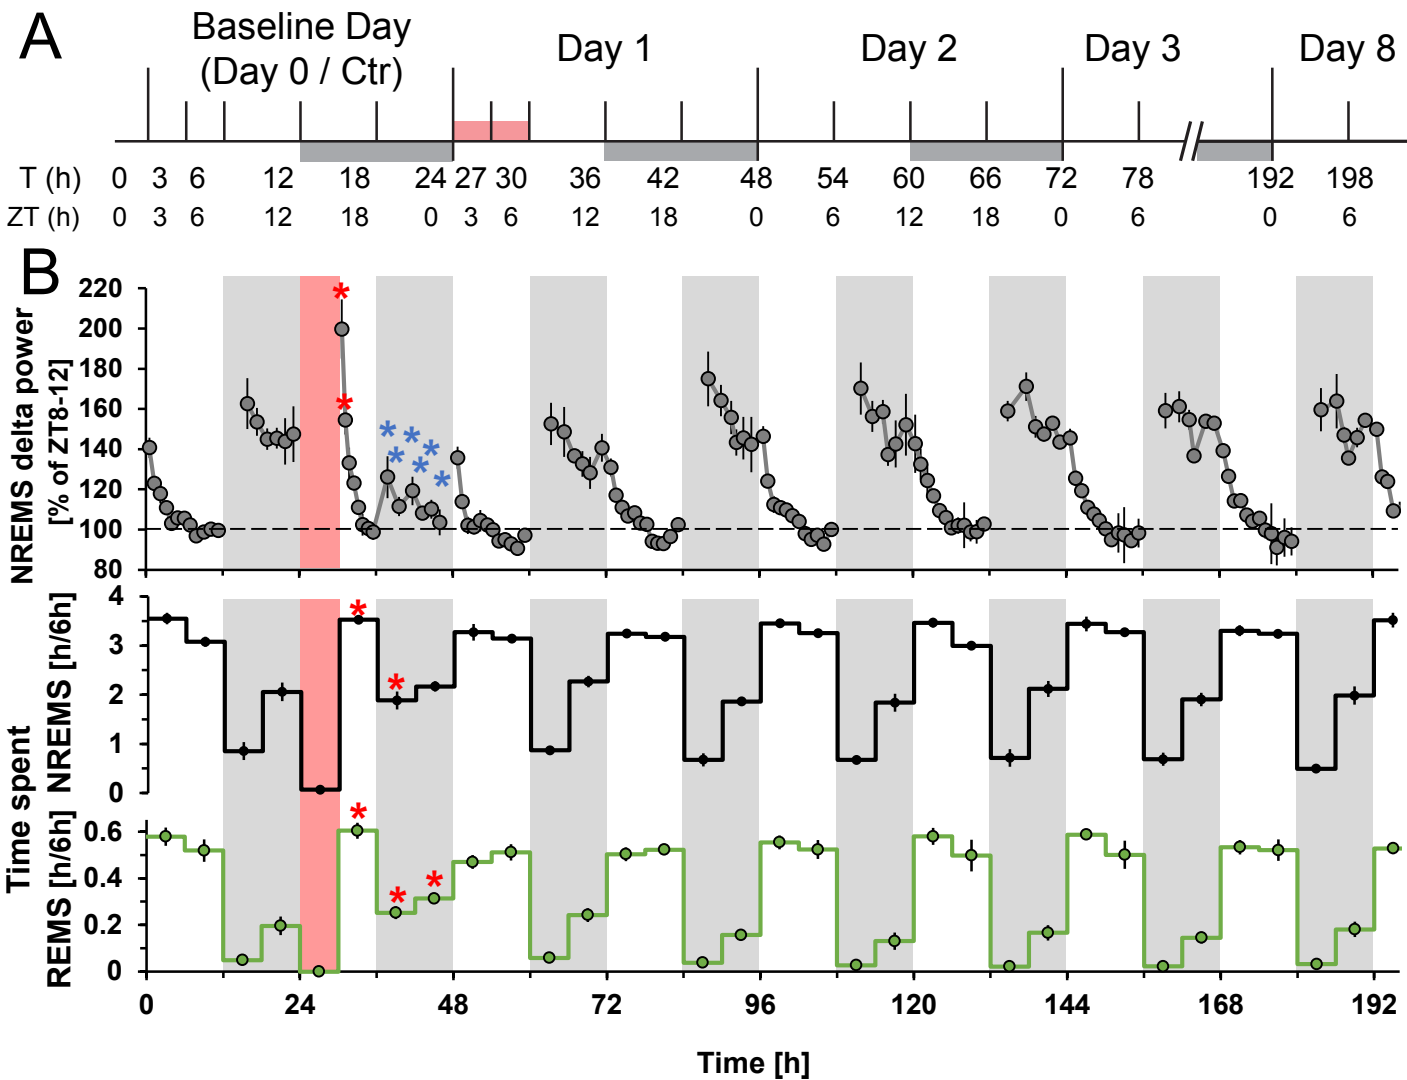 A
Baseline Day
(Day 0 / Ctr)
Day 1
Day 2
Day 3
Day 8
T (h) 0 3 6 12 18 24 27 30 36 42 48 54 60 66 72 78 192 198
ZT (h) 0 3 6 12 18 0 3 6 12 18 0 6 12 18 0 6 0 6
B
NREMS delta power
[% of ZT8-12]
220
200
180
160
140
120
100
80
Time spent
NREMS [h/6h]
4
3
2
1
0
REMS [h/6h]
0.6
0.4
0.2
0
0 24 48 72 96 120 144 168 192
Time [h]